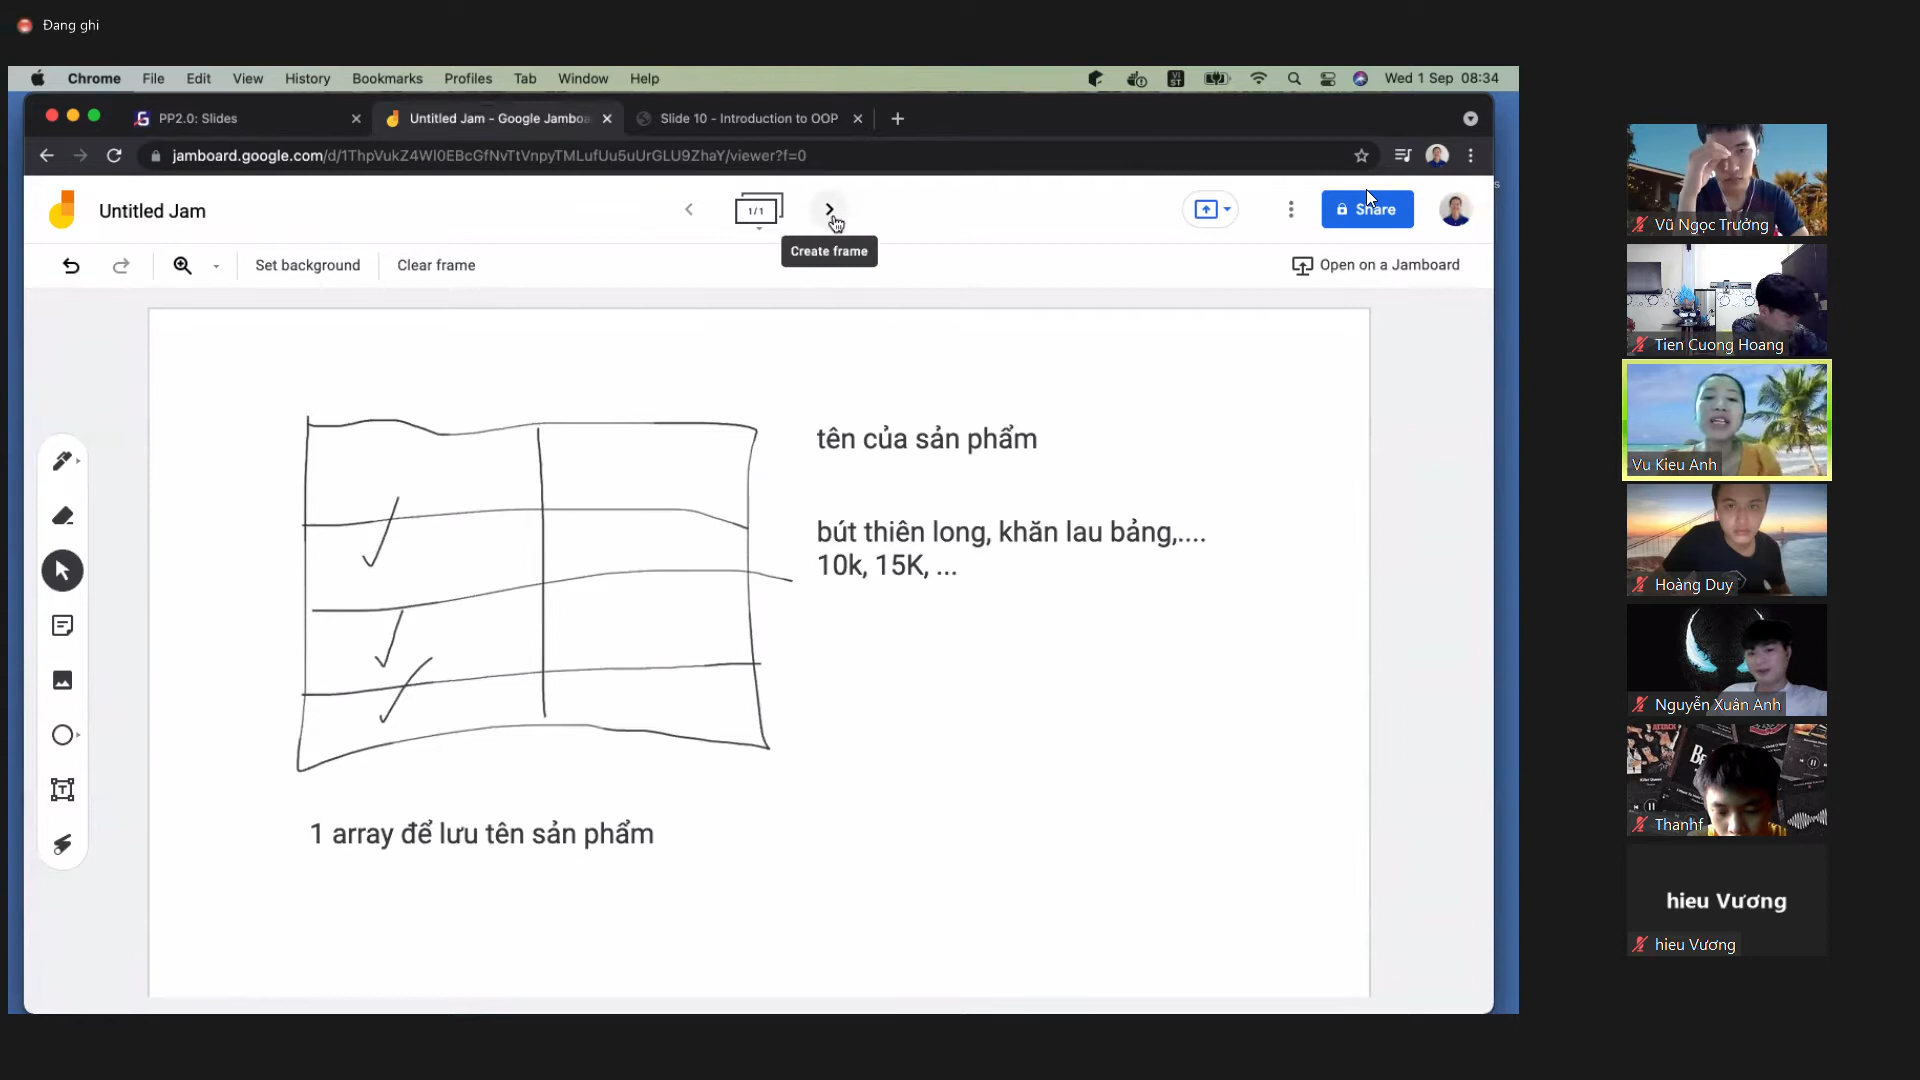 Đang ghi
Chrome File Edit View History Bookmarks Profiles Tab Window Help
Wed 1 Sep 08:34
PP2.0: Slides
Untitled Jam - Google Jamboa
Slide 10 - Introduction to OOP
jamboard.google.com/d/1ThpVukZ4Wl0EBcGfNvTtVnpyTMLufUu5uUrGLU9ZhaY/viewer?f=0
Untitled Jam
1/1
Share
Create frame
Set background
Clear frame
Open on a Jamboard
tên của sản phẩm
bút thiên long, khăn lau bảng,....
10k, 15K, ...
1 array để lưu tên sản phẩm
Vũ Ngọc Trưởng
Tien Cuong Hoang
Vu Kieu Anh
Hoàng Duy
Nguyễn Xuân Anh
Thanhf
hieu Vương
hieu Vương